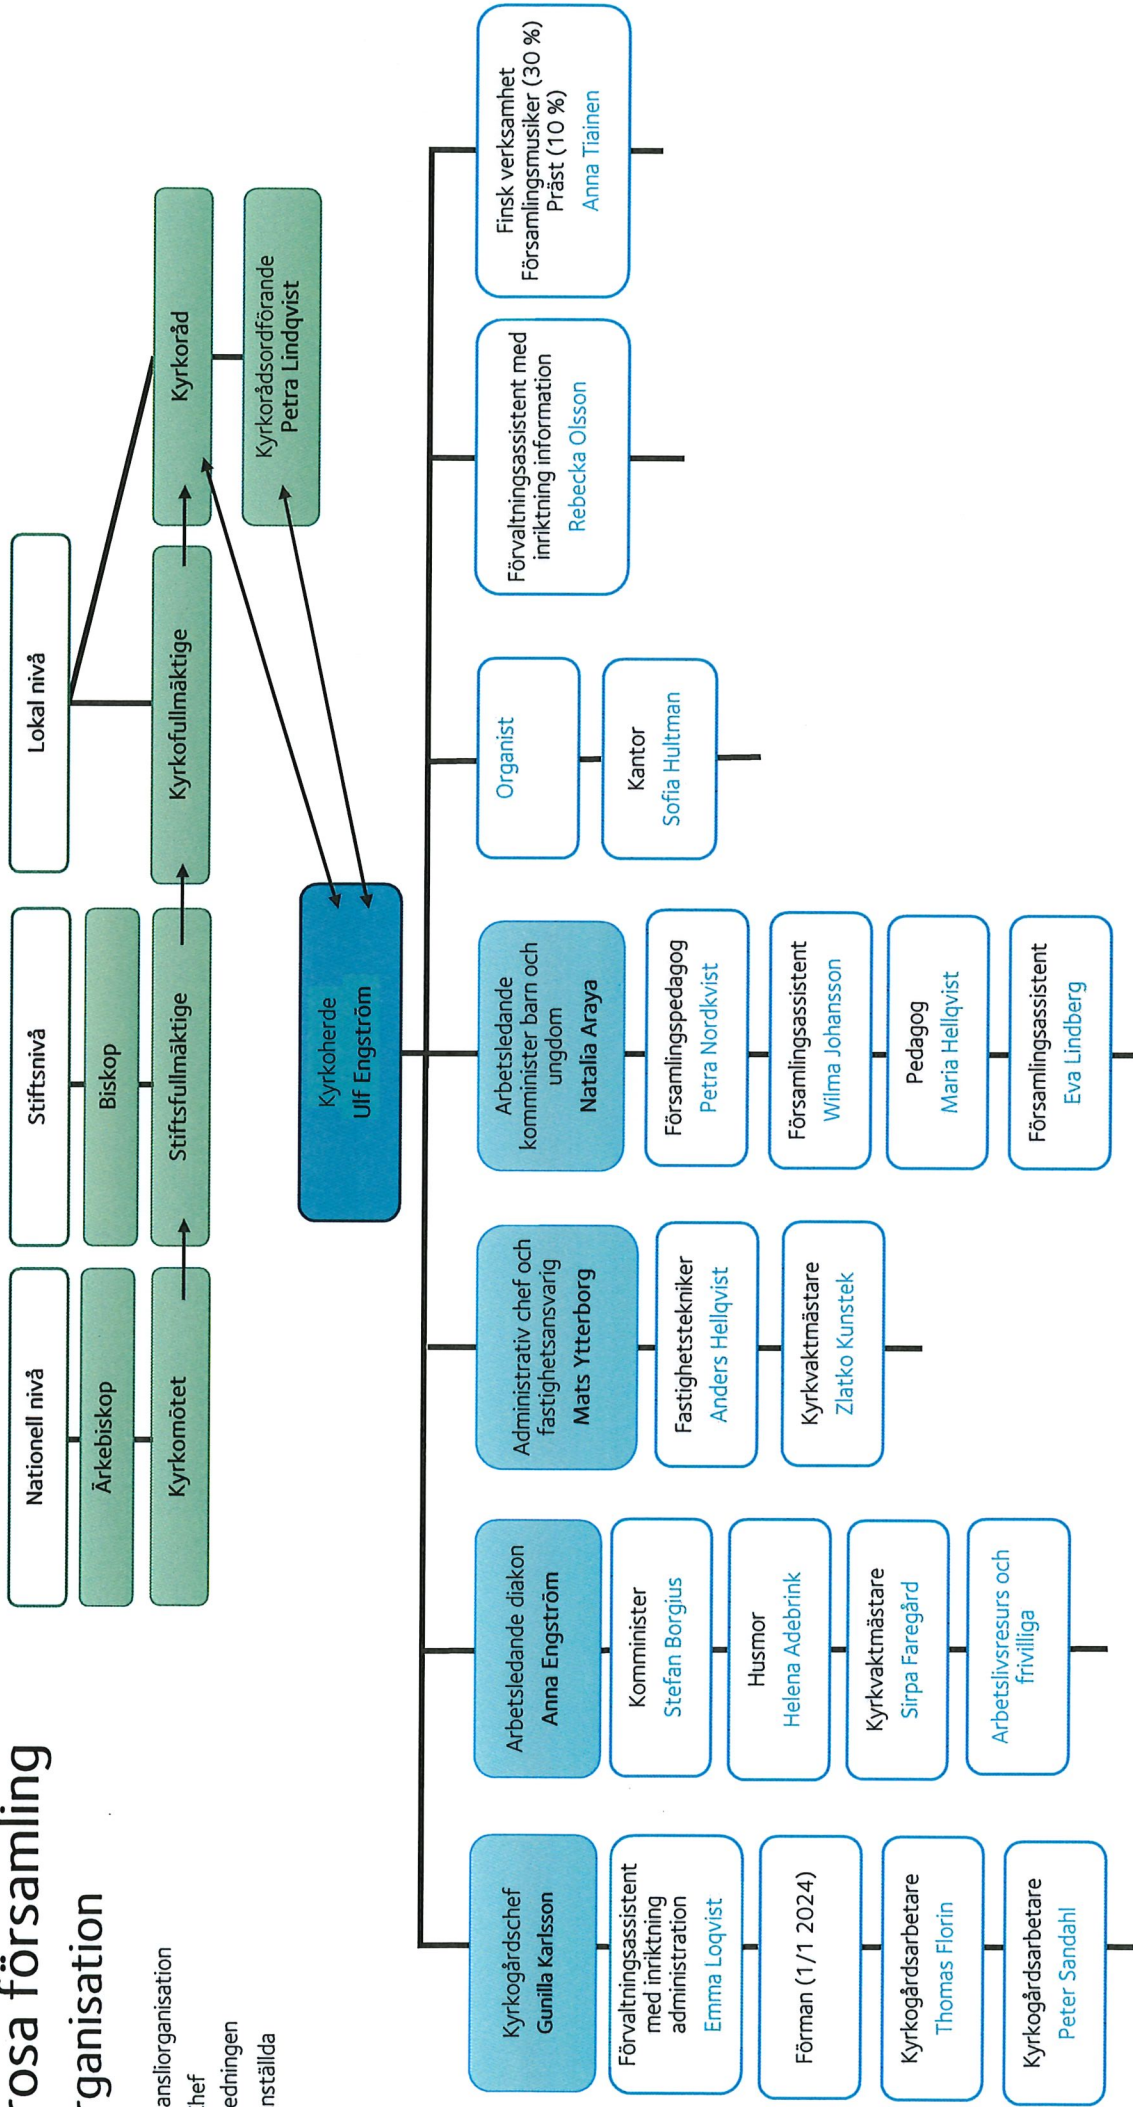 rosa församling
rganisation
ansliorganisation
hef
edningen
nställda
Nationell nivå
Ärkebiskop
Kyrkomötet
Stiftsnivå
Biskop
Stiftsfullmäktige
Lokal nivå
Kyrkofullmäktige
Kyrkoråd
Kyrkorådsordförande
Petra Lindqvist
Kyrkoherde
Ulf Engström
Kyrkogårdschef
Gunilla Karlsson
Förvaltningsassistent
med inriktning
administration
Emma Loqvist
Förman (1/1 2024)
Kyrkogårdsarbetare
Thomas Florin
Kyrkogårdsarbetare
Peter Sandahl
Arbetsledande diakon
Anna Engström
Komminister
Stefan Borgius
Husmor
Helena Adebrink
Kyrkvaktmästare
Sirpa Faregård
Arbetslivsresurs och
frivilliga
Administrativ chef och
fastighetsansvarig
Mats Ytterborg
Fastighetstekniker
Anders Hellqvist
Kyrkvaktmästare
Zlatko Kunstek
Arbetsledande
komminister barn och
ungdom
Natalia Araya
Församlingspedagog
Petra Nordkvist
Församlingsassistent
Wilma Johansson
Pedagog
Maria Hellqvist
Församlingsassistent
Eva Lindberg
Organist
Kantor
Sofia Hultman
Förvaltningsassistent med
inriktning information
Rebecka Olsson
Finsk verksamhet
Församlingsmusiker (30 %)
Präst (10 %)
Anna Tiainen